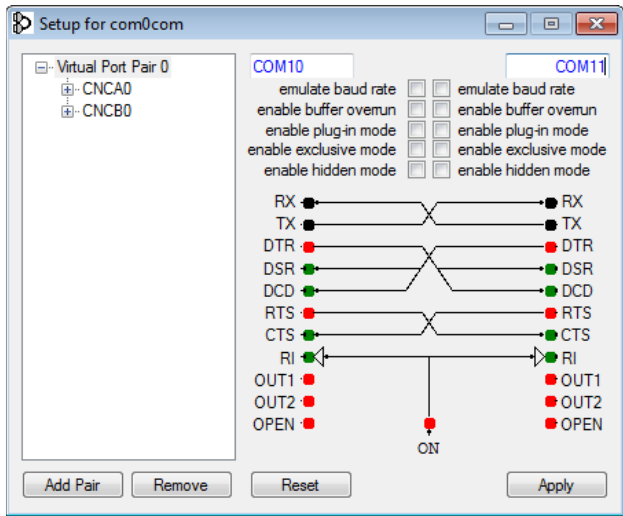 Setup for com0com
Virtual Port Pair 0
CNCA0
CNCB0
COM10 COM11
emulate baud rate emulate baud rate
enable buffer overrun enable buffer overrun
enable plug-in mode enable plug-in mode
enable exclusive mode enable exclusive mode
enable hidden mode enable hidden mode
RX RX
TX TX
DTR DTR
DSR DSR
DCD DCD
RTS RTS
CTS CTS
RI RI
OUT1 OUT1
OUT2 OUT2
OPEN OPEN
ON
Add Pair Remove Reset Apply